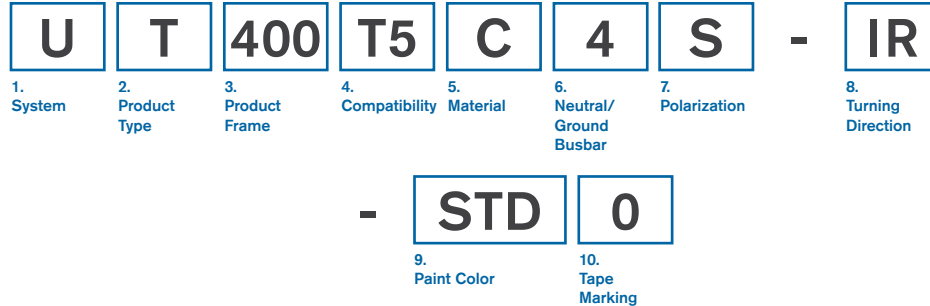 U T 400 T5 C 4 S - IR
1. 2. 3. 4. 5. 6. 7. 8.
System Product Product Compatibility Material Neutral/ Polarization Turning
Type Frame Ground Direction
Busbar
- STD 0
9. 10.
Paint Color Tape
Marking